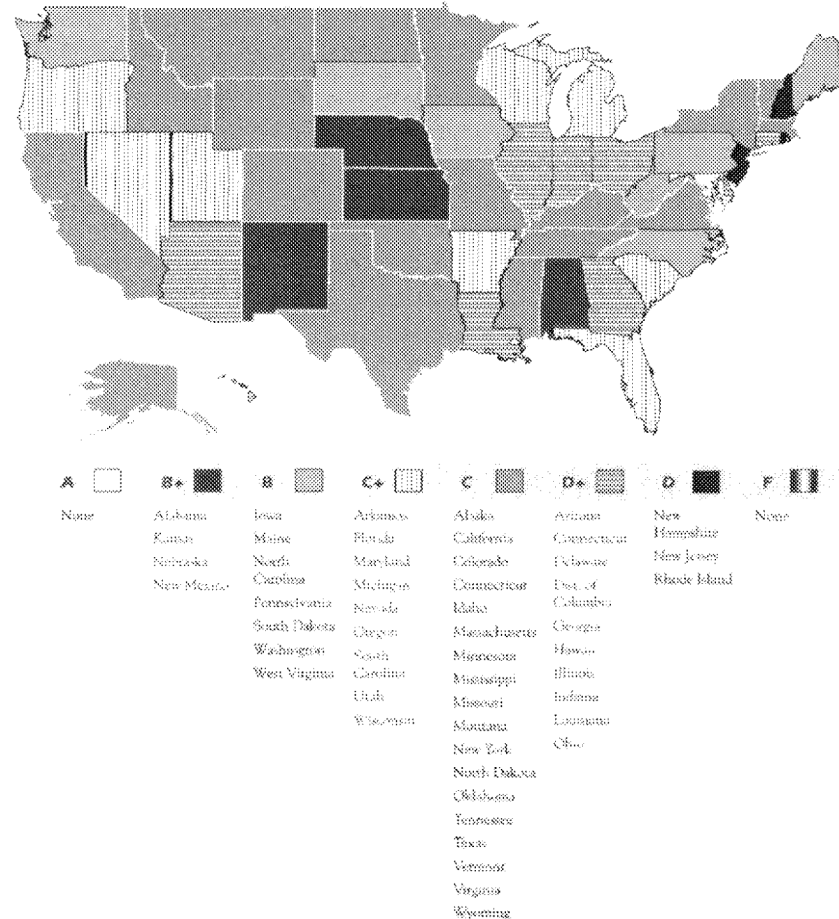 A
None
B+
Alabama
Kansas
Nebraska
New Mexico
B
Iowa
Maine
North
Carolina
Pennsylvania
South Dakota
Washington
West Virginia
C+
Arkansas
Florida
Maryland
Michigan
Nevada
Oregon
South
Carolina
Utah
Wisconsin
C
Alaska
California
Colorado
Connecticut
Idaho
Massachusetts
Minnesota
Mississippi
Missouri
Montana
New York
North Dakota
Oklahoma
Tennessee
Texas
Vermont
Virginia
Wyoming
D+
Arizona
Connecticut
Delaware
Dist. of
Columbia
Georgia
Hawaii
Illinois
Indiana
Louisiana
Ohio
D
New
Hampshire
New Jersey
Rhode Island
F
None